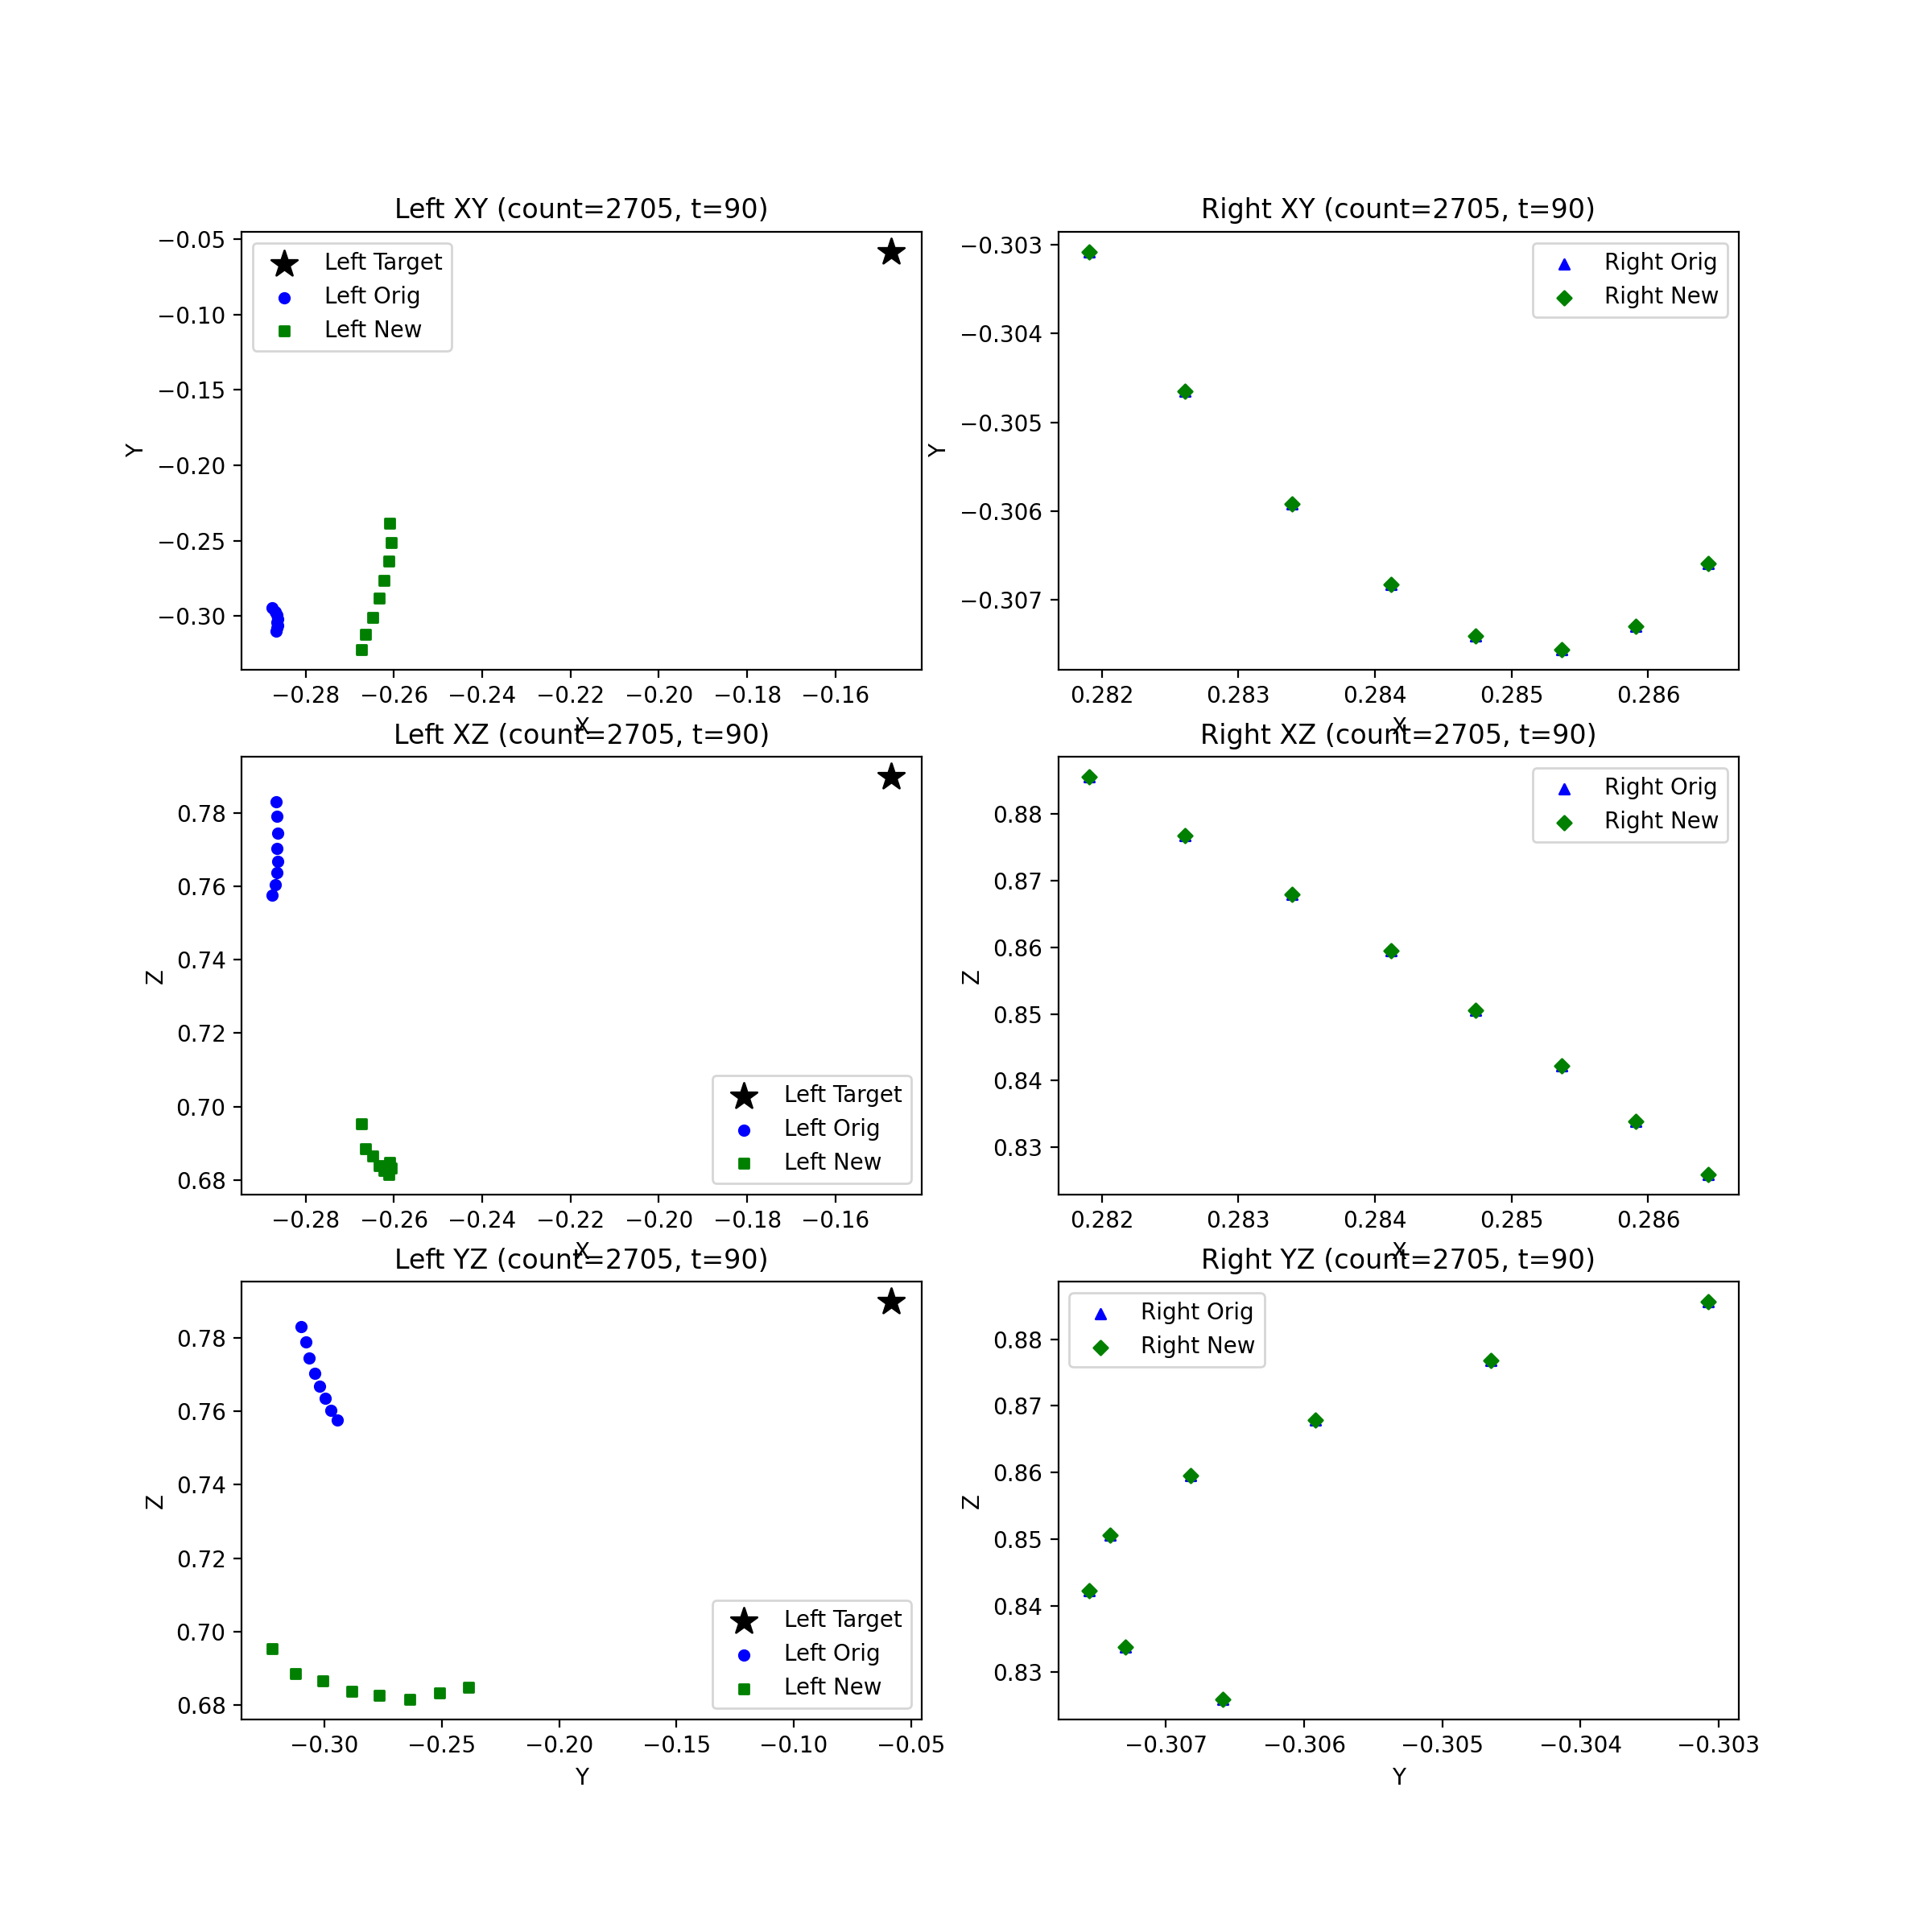 Left XY (count=2705, t=90)
Y
−0.05
−0.10
−0.15
−0.20
−0.25
−0.30
Left Target
Left Orig
Left New
−0.28 −0.26 −0.24 −0.22 −0.20 −0.18 −0.16
X
Right XY (count=2705, t=90)
Y
−0.303
−0.304
−0.305
−0.306
−0.307
Right Orig
Right New
0.282 0.283 0.284 0.285 0.286
X
Left XZ (count=2705, t=90)
Z
0.78
0.76
0.74
0.72
0.70
0.68
Left Target
Left Orig
Left New
−0.28 −0.26 −0.24 −0.22 −0.20 −0.18 −0.16
X
Right XZ (count=2705, t=90)
Z
0.88
0.87
0.86
0.85
0.84
0.83
Right Orig
Right New
0.282 0.283 0.284 0.285 0.286
X
Left YZ (count=2705, t=90)
Z
0.78
0.76
0.74
0.72
0.70
0.68
Left Target
Left Orig
Left New
−0.30 −0.25 −0.20 −0.15 −0.10 −0.05
Y
Right YZ (count=2705, t=90)
Z
0.88
0.87
0.86
0.85
0.84
0.83
Right Orig
Right New
−0.307 −0.306 −0.305 −0.304 −0.303
Y